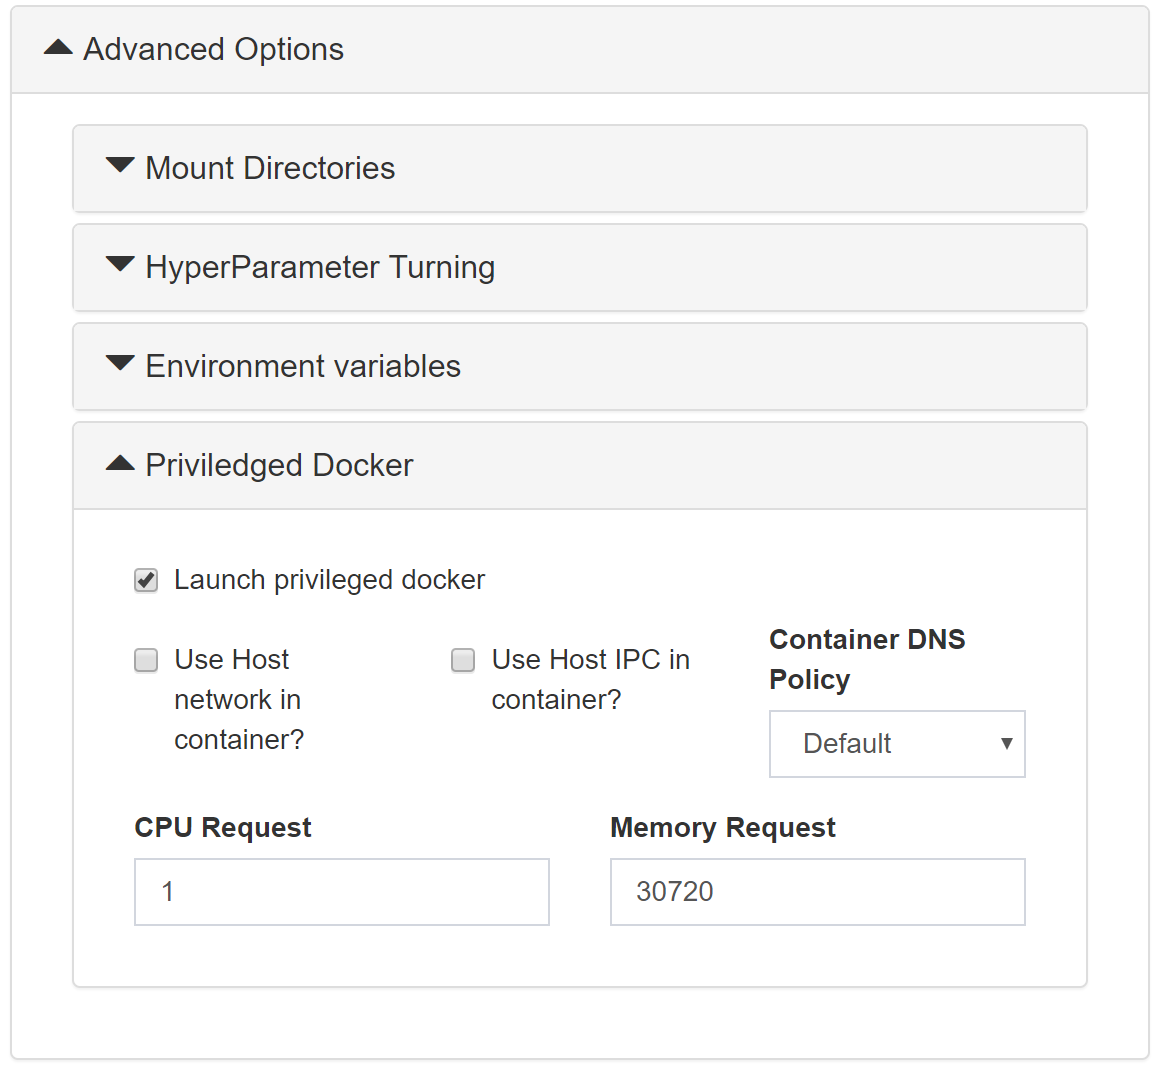 Advanced Options
Mount Directories
HyperParameter Turning
Environment variables
Priviledged Docker
Launch privileged docker
Use Host
network in
container?
Use Host IPC in
container?
Container DNS
Policy
Default
CPU Request
1
Memory Request
30720